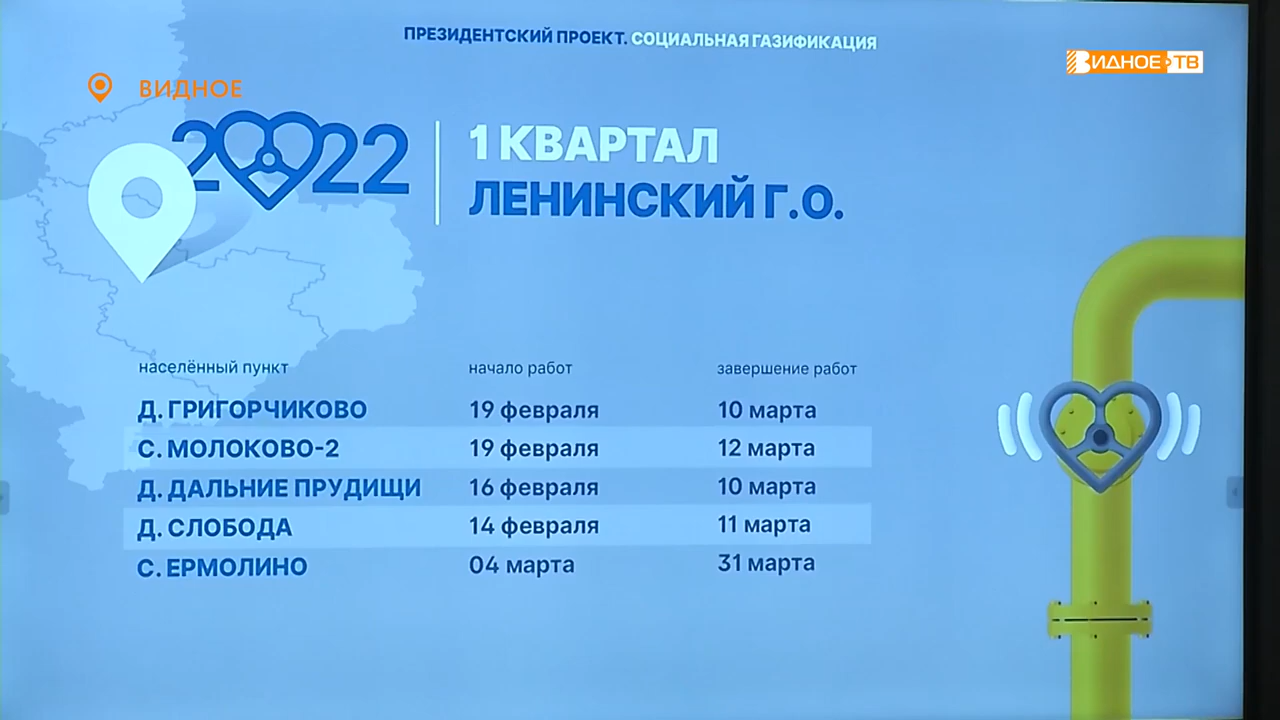 ПРЕЗИДЕНТСКИЙ ПРОЕКТ. СОЦИАЛЬНАЯ ГАЗИФИКАЦИЯ
ВИДНОЕ
ВИДНОЕ ТВ
2022
1 КВАРТАЛ
ЛЕНИНСКИЙ Г.О.
населённый пункт начало работ завершение работ
Д. ГРИГОРЧИКОВО 19 февраля 10 марта
С. МОЛОКОВО-2 19 февраля 12 марта
Д. ДАЛЬНИЕ ПРУДИЩИ 16 февраля 10 марта
Д. СЛОБОДА 14 февраля 11 марта
С. ЕРМОЛИНО 04 марта 31 марта